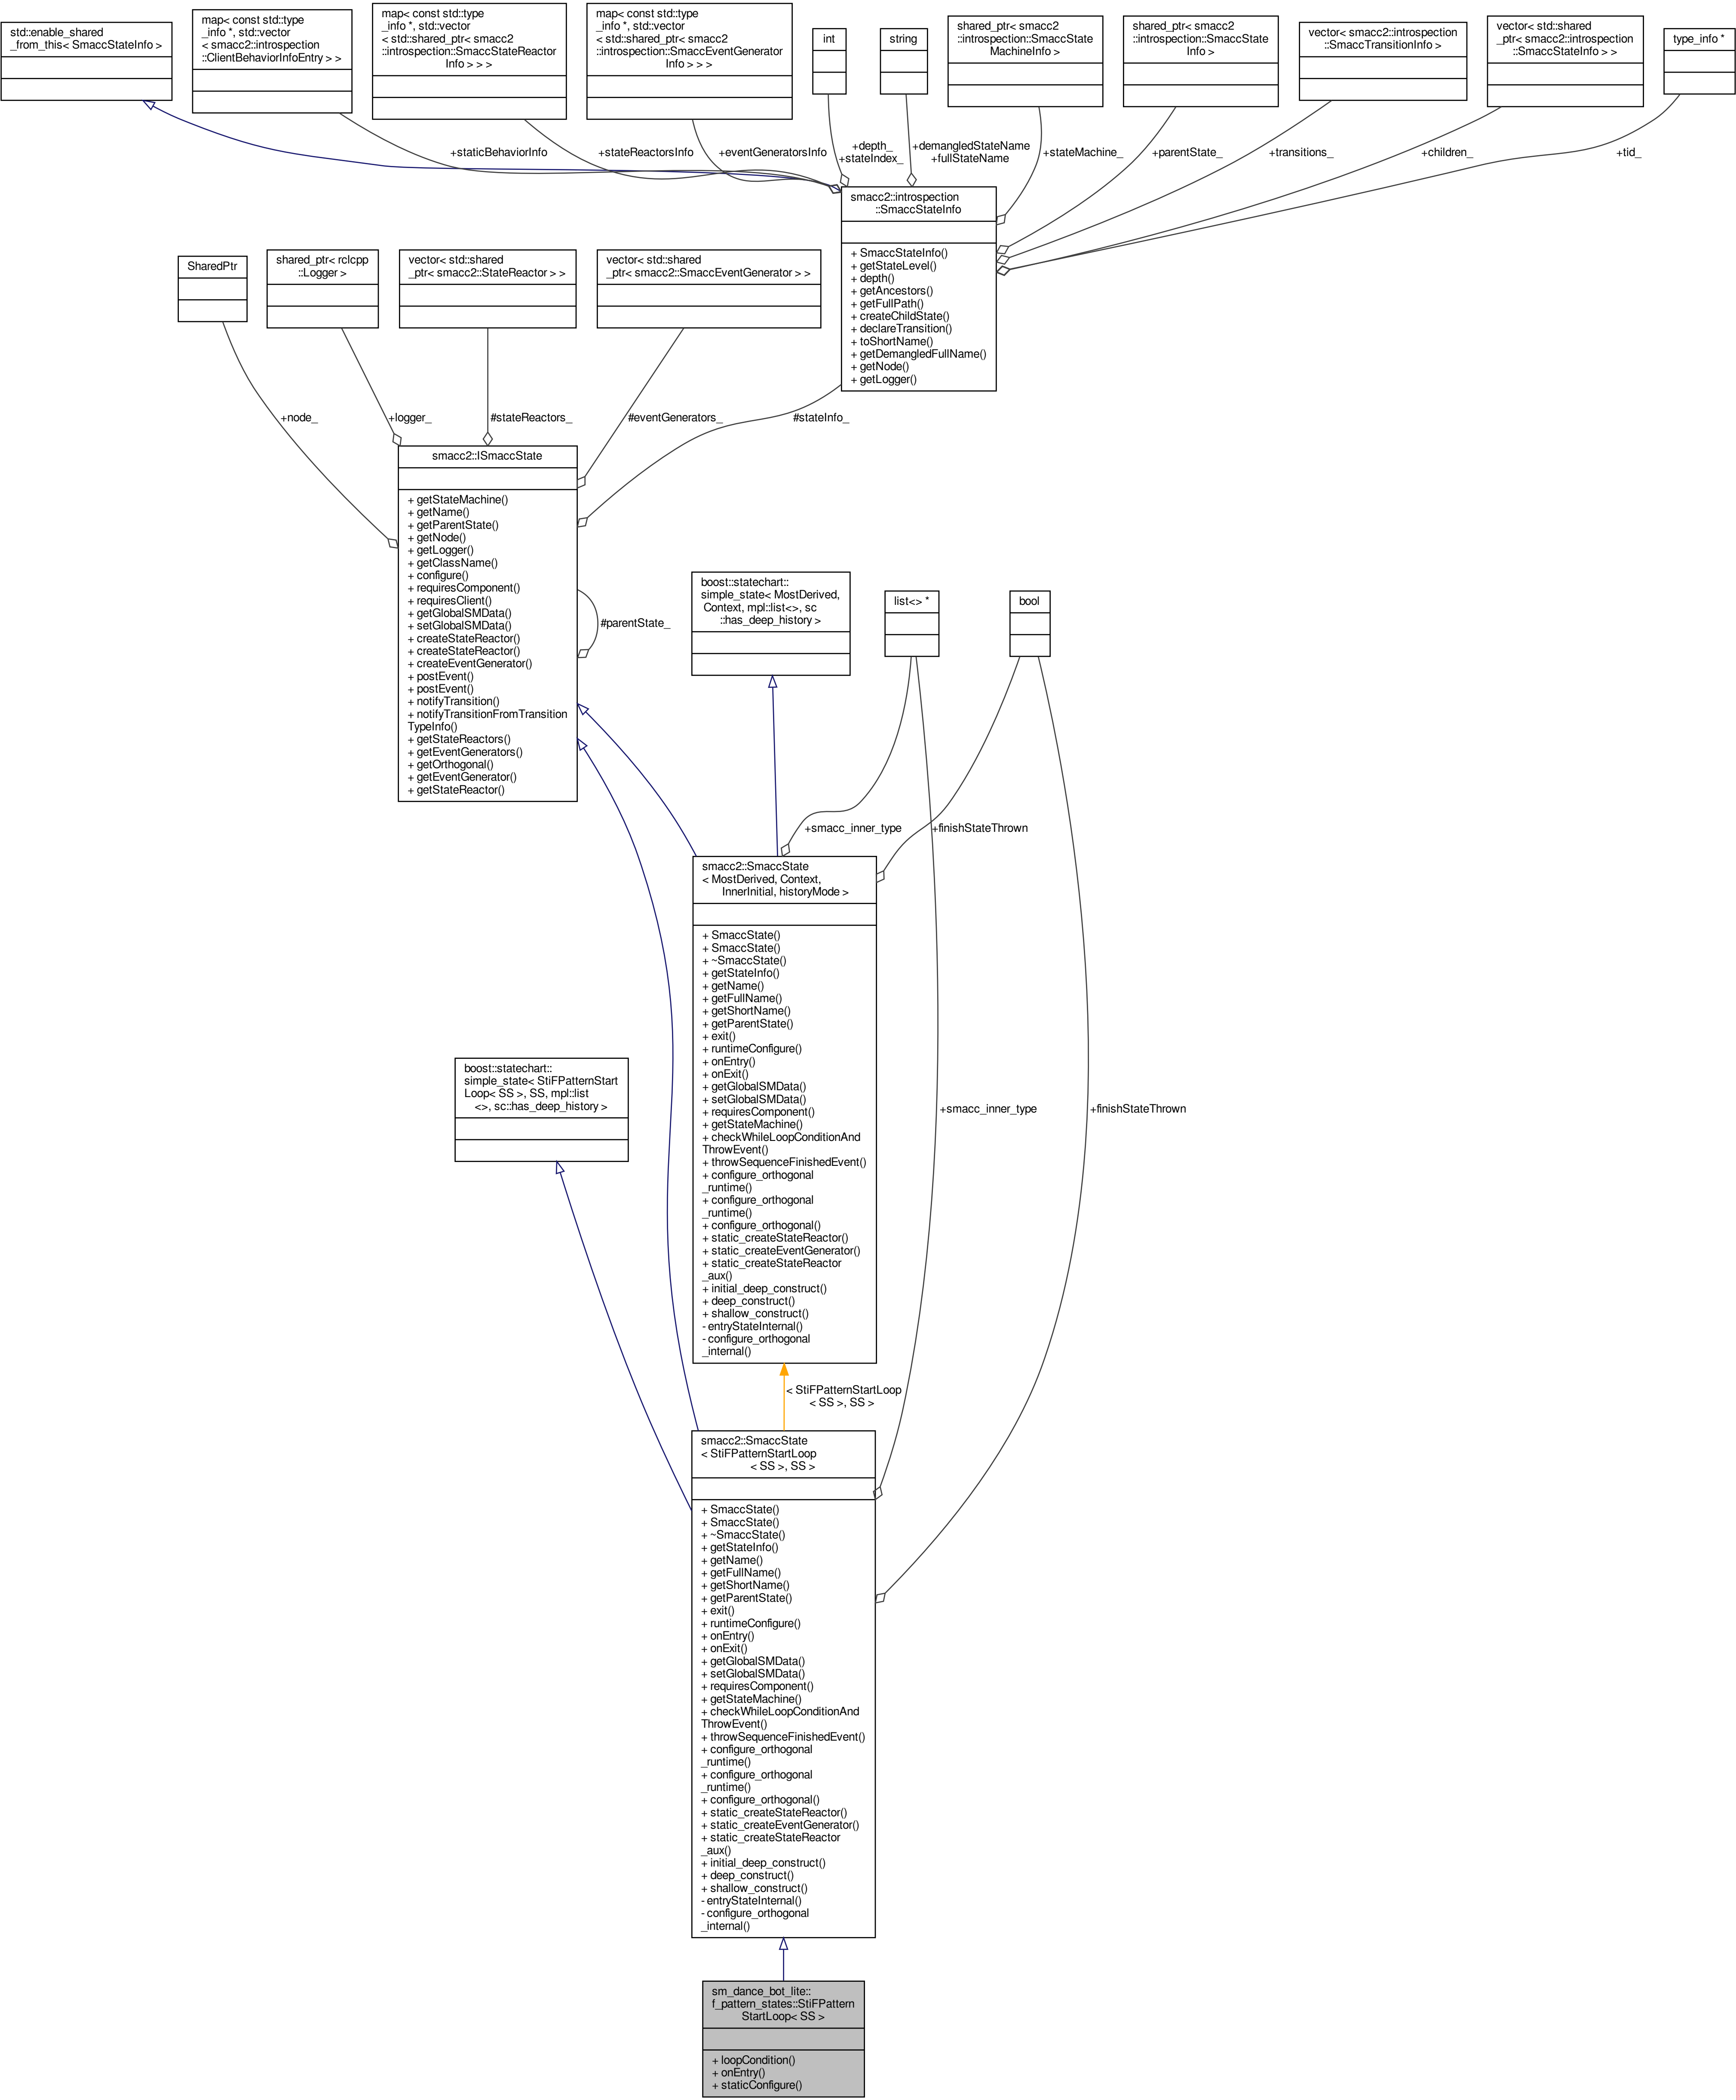 std::enable_shared
_from_this< SmaccStateInfo >
map< const std::type
_info *, std::vector
< smacc2::introspection
::ClientBehaviorInfoEntry > >
map< const std::type
_info *, std::vector
< std::shared_ptr< smacc2
::introspection::SmaccStateReactor
Info > > >
map< const std::type
_info *, std::vector
< std::shared_ptr< smacc2
::introspection::SmaccEventGenerator
Info > > >
int
string
shared_ptr< smacc2
::introspection::SmaccState
MachineInfo >
shared_ptr< smacc2
::introspection::SmaccState
Info >
vector< smacc2::introspection
::SmaccTransitionInfo >
vector< std::shared
_ptr< smacc2::introspection
::SmaccStateInfo > >
type_info *
+staticBehaviorInfo
+stateReactorsInfo
+eventGeneratorsInfo
+depth_
+stateIndex_
+demangledStateName
+fullStateName
+stateMachine_
+parentState_
+transitions_
+children_
+tid_
smacc2::introspection
::SmaccStateInfo
+ SmaccStateInfo()
+ getStateLevel()
+ depth()
+ getAncestors()
+ getFullPath()
+ createChildState()
+ declareTransition()
+ toShortName()
+ getDemangledFullName()
+ getNode()
+ getLogger()
SharedPtr
shared_ptr< rclcpp
::Logger >
vector< std::shared
_ptr< smacc2::StateReactor > >
vector< std::shared
_ptr< smacc2::SmaccEventGenerator > >
+node_
+logger_
#stateReactors_
#eventGenerators_
#stateInfo_
smacc2::ISmaccState
+ getStateMachine()
+ getName()
+ getParentState()
+ getNode()
+ getLogger()
+ getClassName()
+ configure()
+ requiresComponent()
+ requiresClient()
+ getGlobalSMData()
+ setGlobalSMData()
+ createStateReactor()
+ createStateReactor()
+ createEventGenerator()
+ postEvent()
+ postEvent()
+ notifyTransition()
+ notifyTransitionFromTransition
TypeInfo()
+ getStateReactors()
+ getEventGenerators()
+ getOrthogonal()
+ getEventGenerator()
+ getStateReactor()
#parentState_
boost::statechart::
simple_state< MostDerived,
Context, mpl::list<>, sc
::has_deep_history >
list<> *
bool
+smacc_inner_type
+finishStateThrown
smacc2::SmaccState
< MostDerived, Context,
InnerInitial, historyMode >
+ SmaccState()
+ SmaccState()
+ ~SmaccState()
+ getStateInfo()
+ getName()
+ getFullName()
+ getShortName()
+ getParentState()
+ exit()
+ runtimeConfigure()
+ onEntry()
+ onExit()
+ getGlobalSMData()
+ setGlobalSMData()
+ requiresComponent()
+ getStateMachine()
+ checkWhileLoopConditionAnd
ThrowEvent()
+ throwSequenceFinishedEvent()
+ configure_orthogonal
_runtime()
+ configure_orthogonal
_runtime()
+ configure_orthogonal()
+ static_createStateReactor()
+ static_createEventGenerator()
+ static_createStateReactor
_aux()
+ initial_deep_construct()
+ deep_construct()
+ shallow_construct()
- entryStateInternal()
- configure_orthogonal
_internal()
boost::statechart::
simple_state< StiFPatternStart
Loop< SS >, SS, mpl::list
<>, sc::has_deep_history >
+smacc_inner_type
+finishStateThrown
< StiFPatternStartLoop
< SS >, SS >
smacc2::SmaccState
< StiFPatternStartLoop
< SS >, SS >
+ SmaccState()
+ SmaccState()
+ ~SmaccState()
+ getStateInfo()
+ getName()
+ getFullName()
+ getShortName()
+ getParentState()
+ exit()
+ runtimeConfigure()
+ onEntry()
+ onExit()
+ getGlobalSMData()
+ setGlobalSMData()
+ requiresComponent()
+ getStateMachine()
+ checkWhileLoopConditionAnd
ThrowEvent()
+ throwSequenceFinishedEvent()
+ configure_orthogonal
_runtime()
+ configure_orthogonal
_runtime()
+ configure_orthogonal()
+ static_createStateReactor()
+ static_createEventGenerator()
+ static_createStateReactor
_aux()
+ initial_deep_construct()
+ deep_construct()
+ shallow_construct()
- entryStateInternal()
- configure_orthogonal
_internal()
sm_dance_bot_lite::
f_pattern_states::StiFPattern
StartLoop< SS >
+ loopCondition()
+ onEntry()
+ staticConfigure()